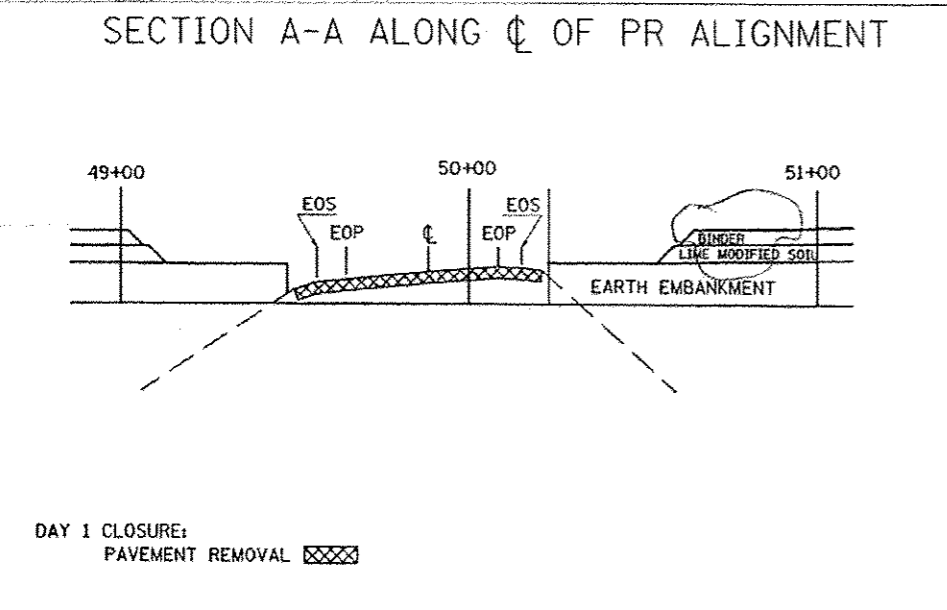 SECTION A-A ALONG ℄ OF PR ALIGNMENT
49+00 50+00 51+00
EOS EOS
EOP ℄ EOP
BINDER
LIME MODIFIED SOIL
EARTH EMBANKMENT
DAY 1 CLOSURE:
PAVEMENT REMOVAL